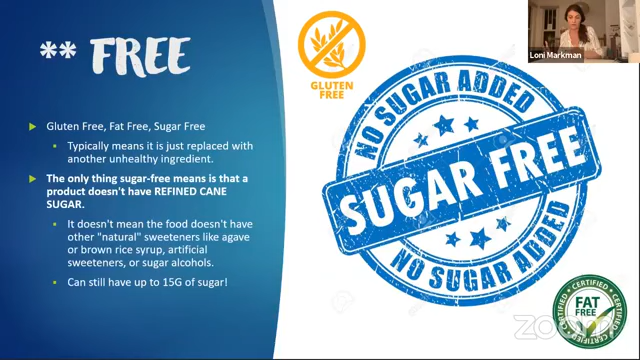 ** FREE
Gluten Free, Fat Free, Sugar Free
Typically means it is just replaced with
another unhealthy ingredient.
The only thing sugar-free means is that a
product doesn't have REFINED CANE
SUGAR.
It doesn't mean the food doesn't have
other "natural" sweeteners like agave
or brown rice syrup, artificial
sweeteners, or sugar alcohols.
Can still have up to 15G of sugar!
GLUTEN
FREE
NO SUGAR ADDED
SUGAR FREE
NO SUGAR ADDED
Loni Markman
CERTIFIED
FAT
FREE
CERTIFIED
zoom